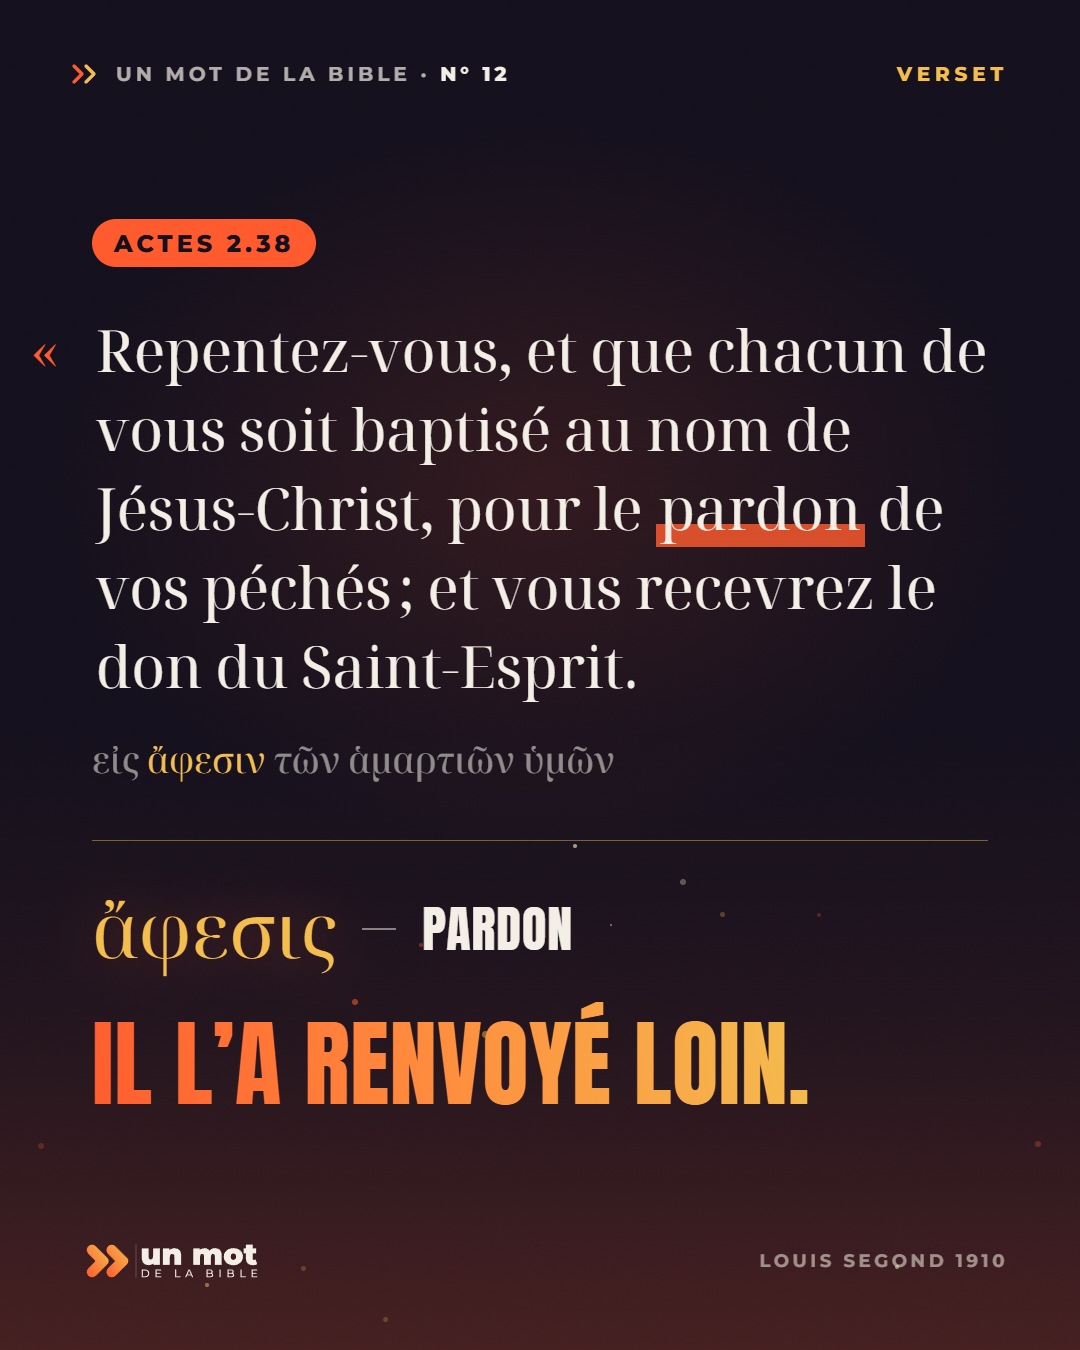 UN MOT DE LA BIBLE · N° 12
VERSET
ACTES 2.38
« Repentez-vous, et que chacun de
vous soit baptisé au nom de
Jésus-Christ, pour le pardon de
vos péchés ; et vous recevrez le
don du Saint-Esprit.
εἰς ἄφεσιν τῶν ἁμαρτιῶν ὑμῶν
ἄφεσις — PARDON
IL L’A RENVOYÉ LOIN.
un mot
DE LA BIBLE
LOUIS SEGOND 1910